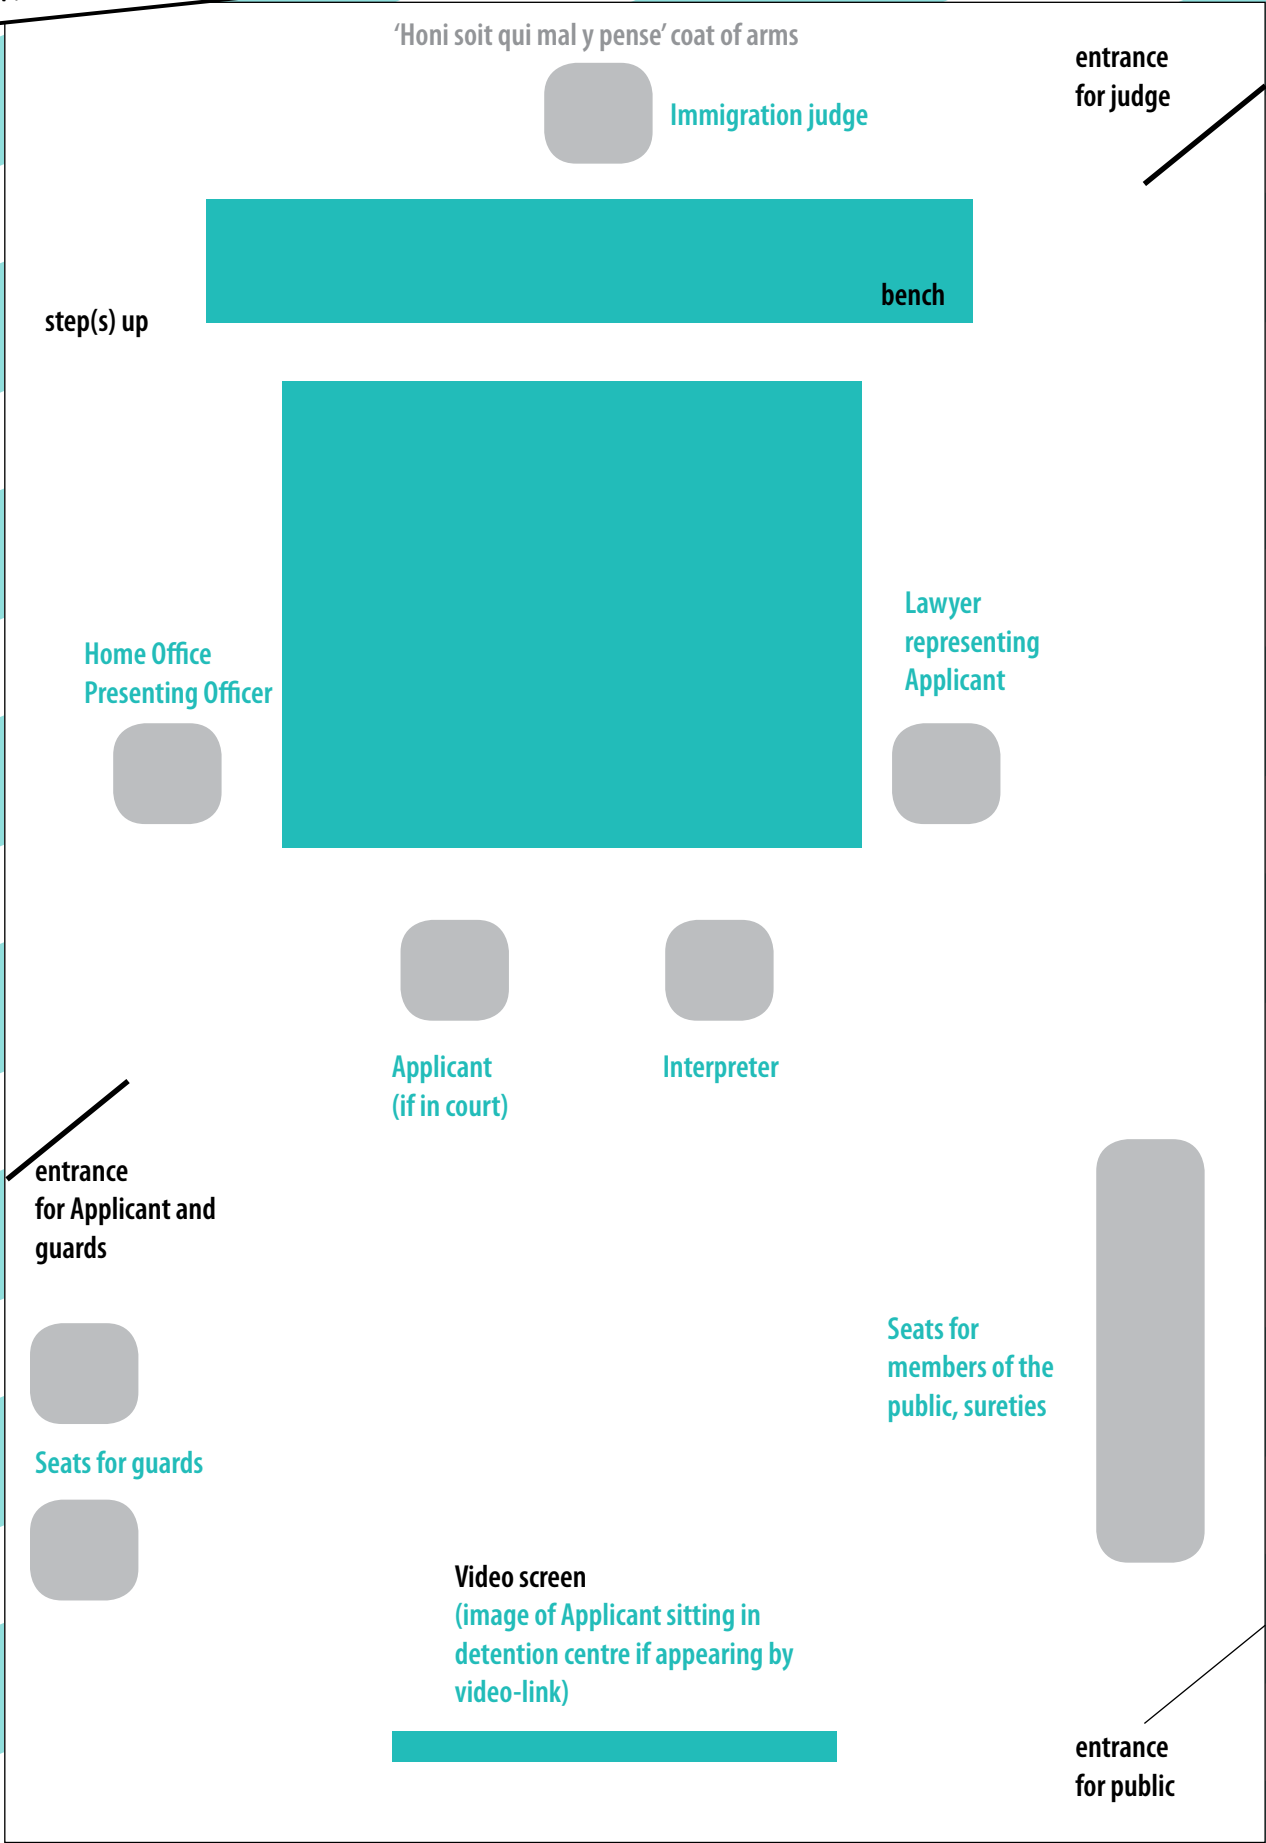 ‘Honi soit qui mal y pense’ coat of arms
entrance
for judge
Immigration judge
bench
step(s) up
Lawyer
representing
Applicant
Home Office
Presenting Officer
Applicant
(if in court)
Interpreter
entrance
for Applicant and
guards
Seats for
members of the
public, sureties
Seats for guards
Video screen
(image of Applicant sitting in
detention centre if appearing by
video-link)
entrance
for public